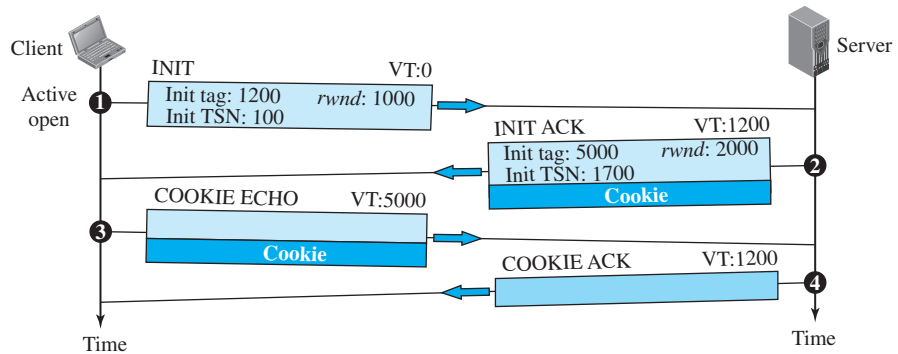 Client
Server
Active
open
1
INIT VT:0
Init tag: 1200 rwnd: 1000
Init TSN: 100
INIT ACK VT:1200
Init tag: 5000 rwnd: 2000
Init TSN: 1700
Cookie
2
COOKIE ECHO VT:5000
3
Cookie
COOKIE ACK VT:1200
4
Time
Time